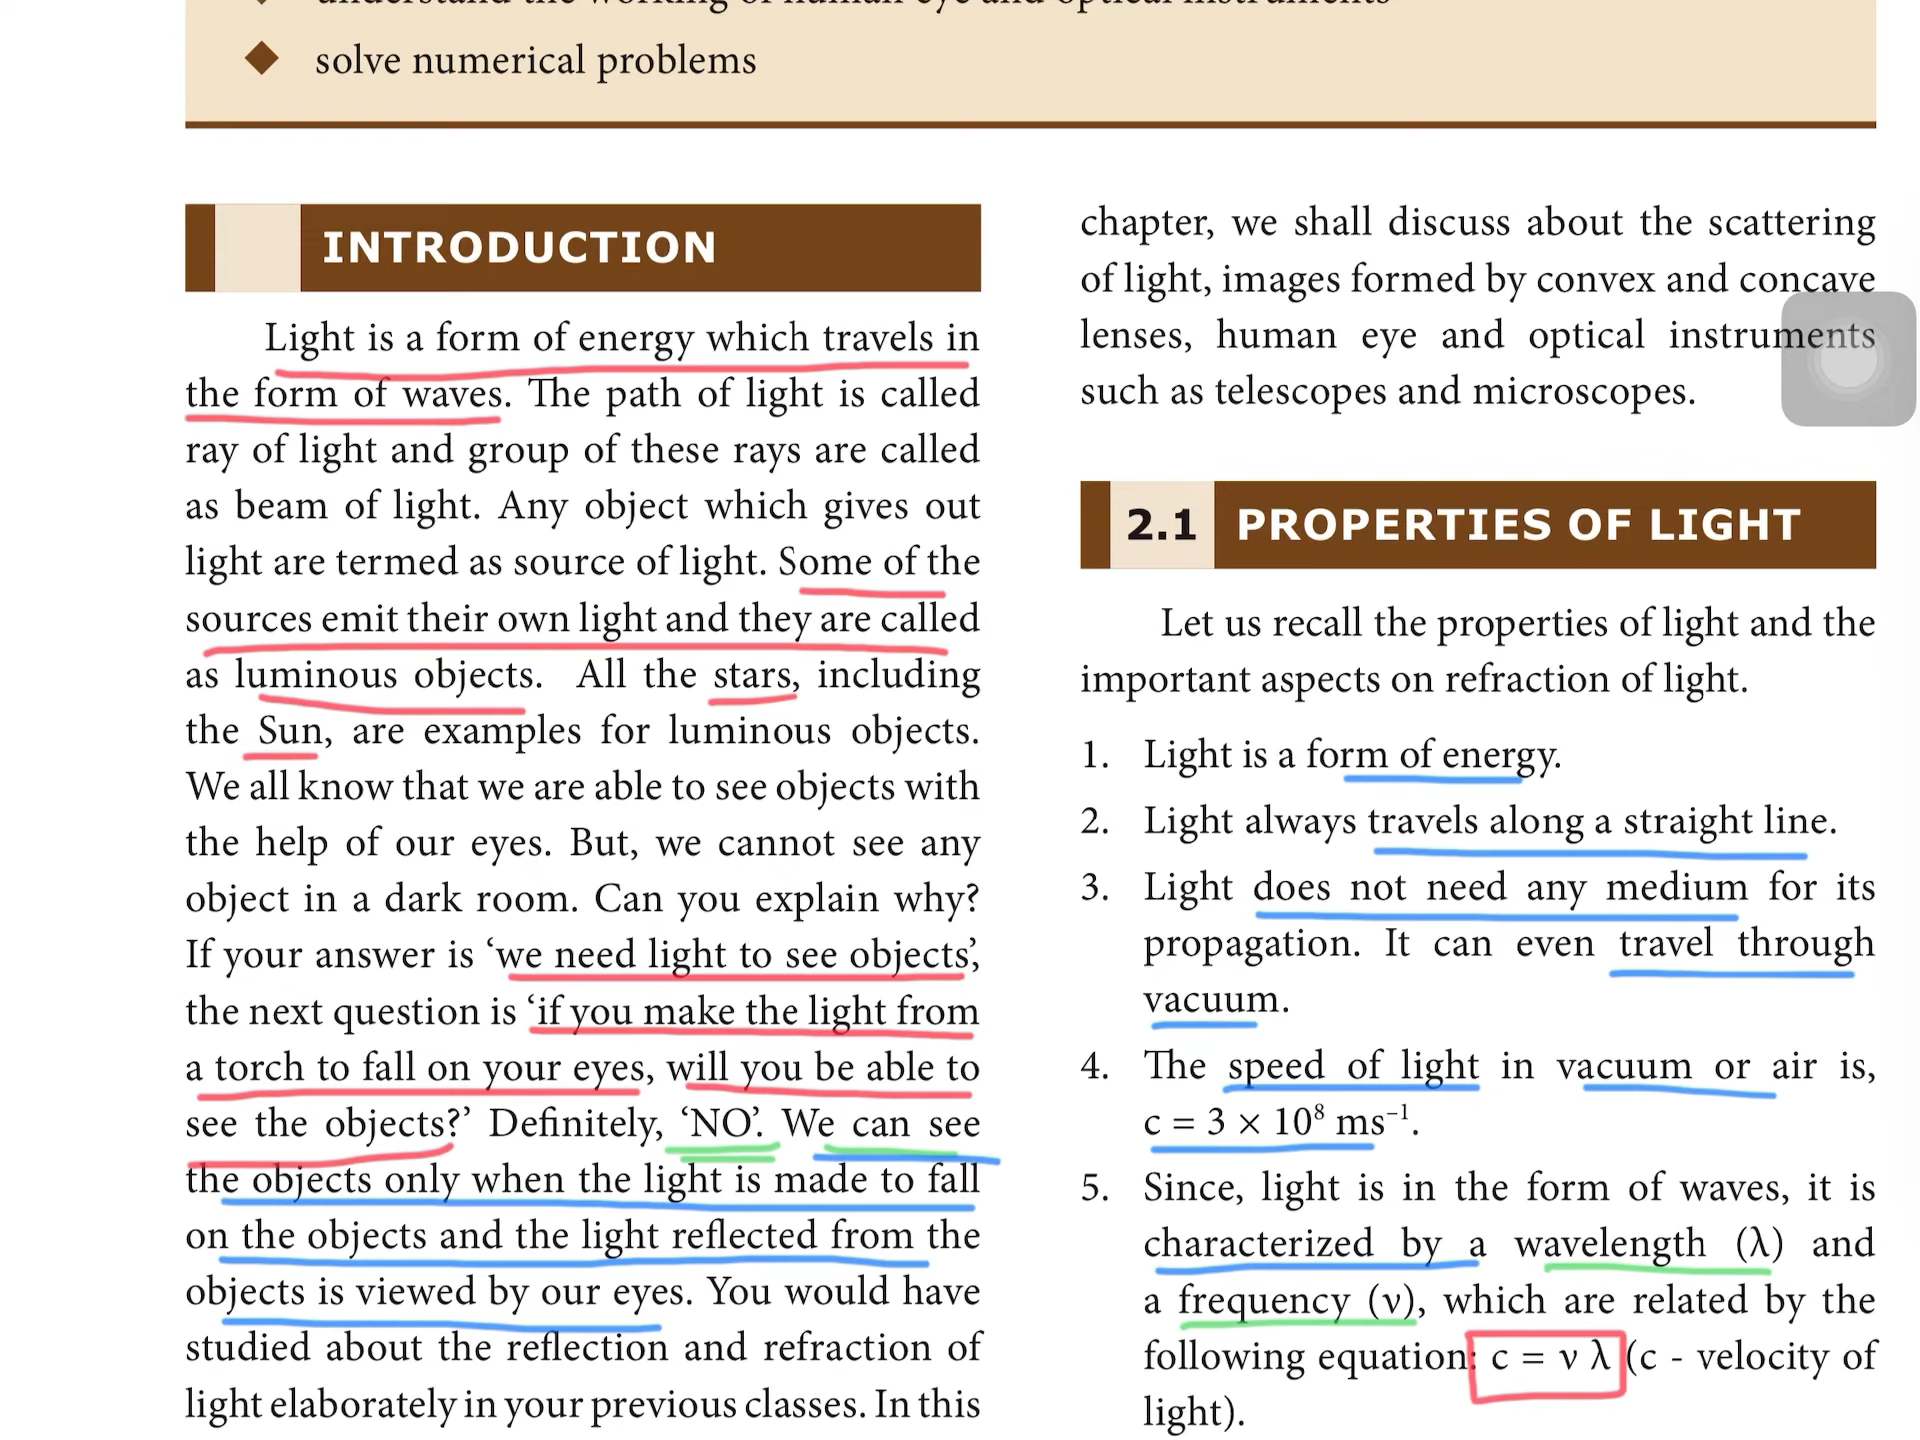 understand the working of human eye and optical instruments
solve numerical problems
INTRODUCTION
Light is a form of energy which travels in
the form of waves. The path of light is called
ray of light and group of these rays are called
as beam of light. Any object which gives out
light are termed as source of light. Some of the
sources emit their own light and they are called
as luminous objects. All the stars, including
the Sun, are examples for luminous objects.
We all know that we are able to see objects with
the help of our eyes. But, we cannot see any
object in a dark room. Can you explain why?
If your answer is ‘we need light to see objects’,
the next question is ‘if you make the light from
a torch to fall on your eyes, will you be able to
see the objects?’ Definitely, ‘NO’. We can see
the objects only when the light is made to fall
on the objects and the light reflected from the
objects is viewed by our eyes. You would have
studied about the reflection and refraction of
light elaborately in your previous classes. In this
chapter, we shall discuss about the scattering
of light, images formed by convex and concave
lenses, human eye and optical instruments
such as telescopes and microscopes.
2.1 PROPERTIES OF LIGHT
Let us recall the properties of light and the
important aspects on refraction of light.
1. Light is a form of energy.
2. Light always travels along a straight line.
3. Light does not need any medium for its
propagation. It can even travel through
vacuum.
4. The speed of light in vacuum or air is,
c = 3 × 10⁸ ms⁻¹.
5. Since, light is in the form of waves, it is
characterized by a wavelength (λ) and
a frequency (ν), which are related by the
following equation: c = ν λ (c - velocity of
light).